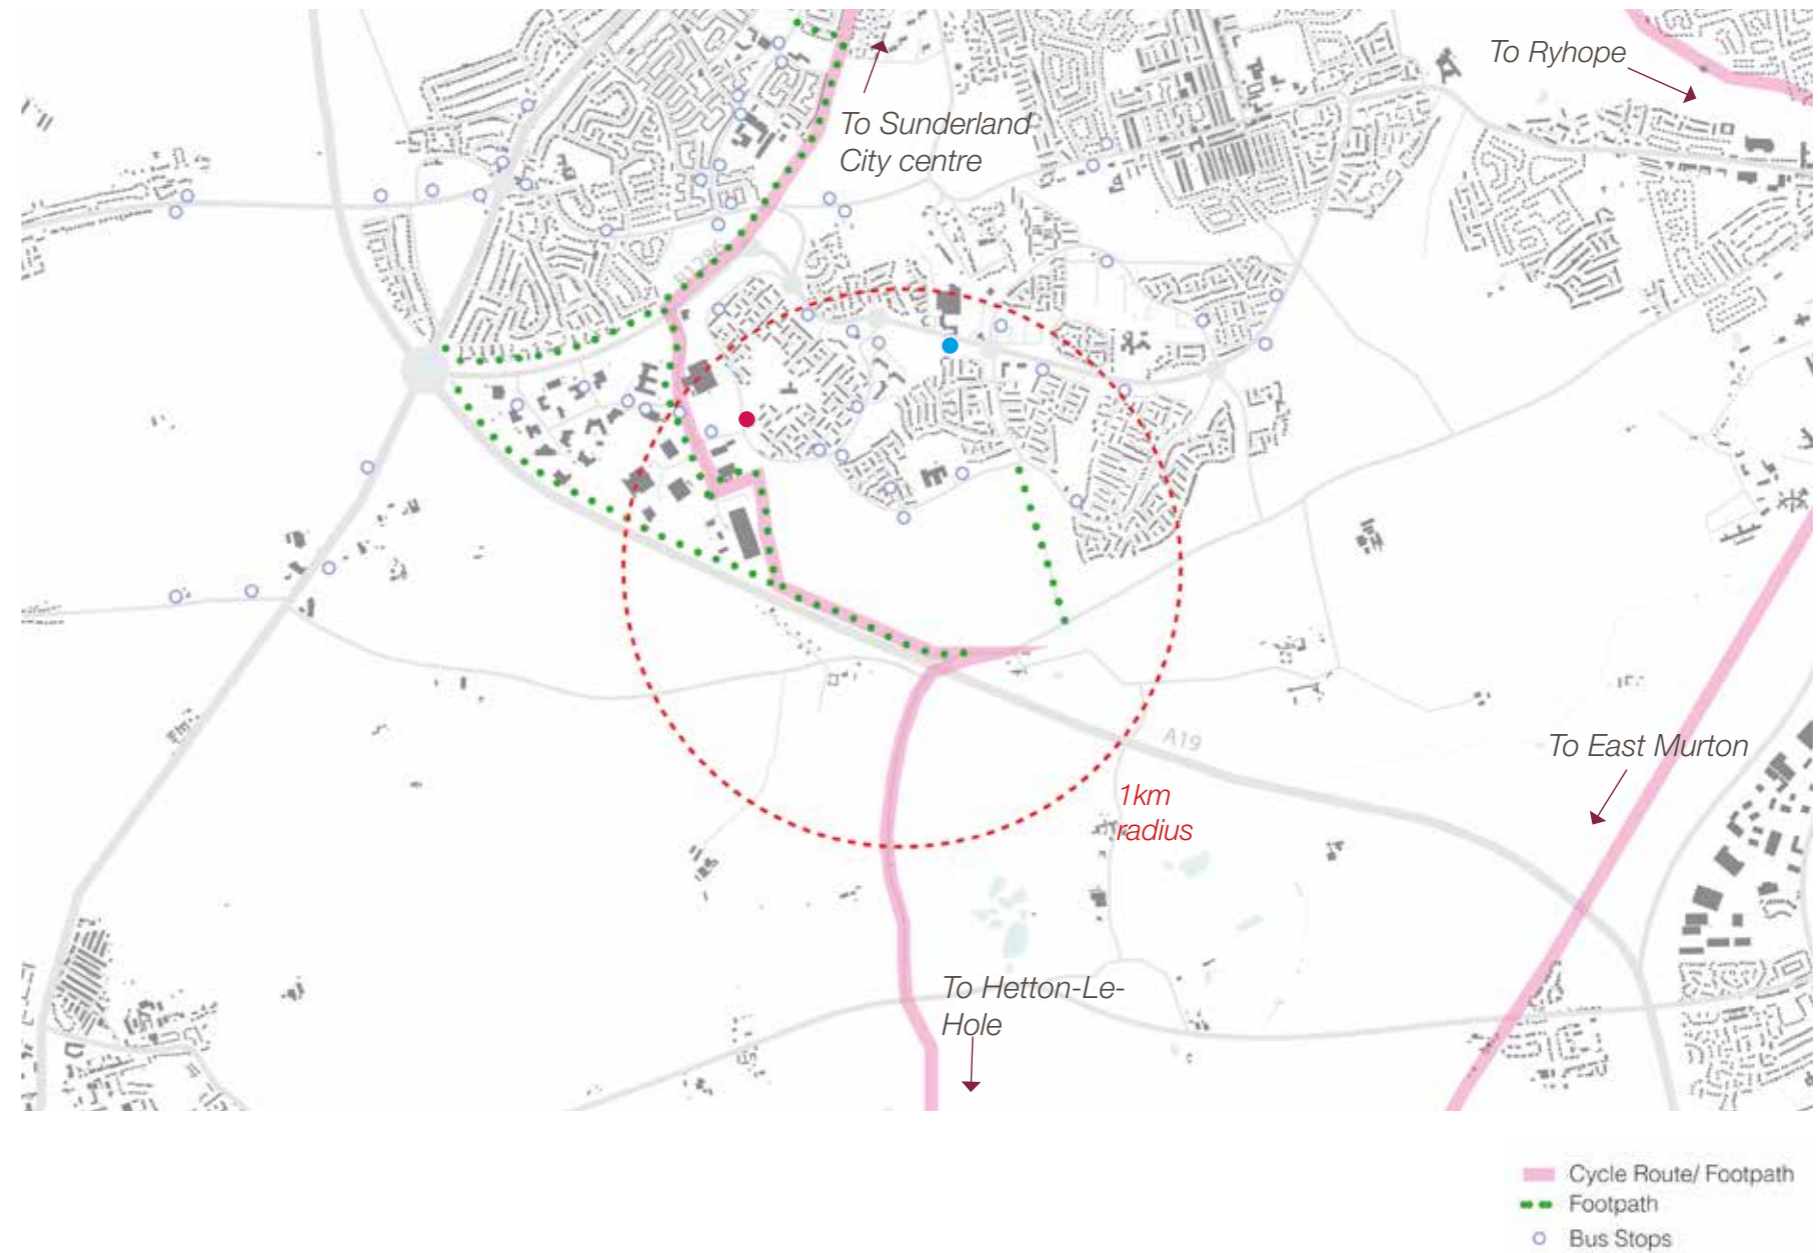 To Ryhope
To Sunderland
City centre
B1286
A19
To East Murton
1km
radius
To Hetton-Le-
Hole
Cycle Route/ Footpath
Footpath
Bus Stops